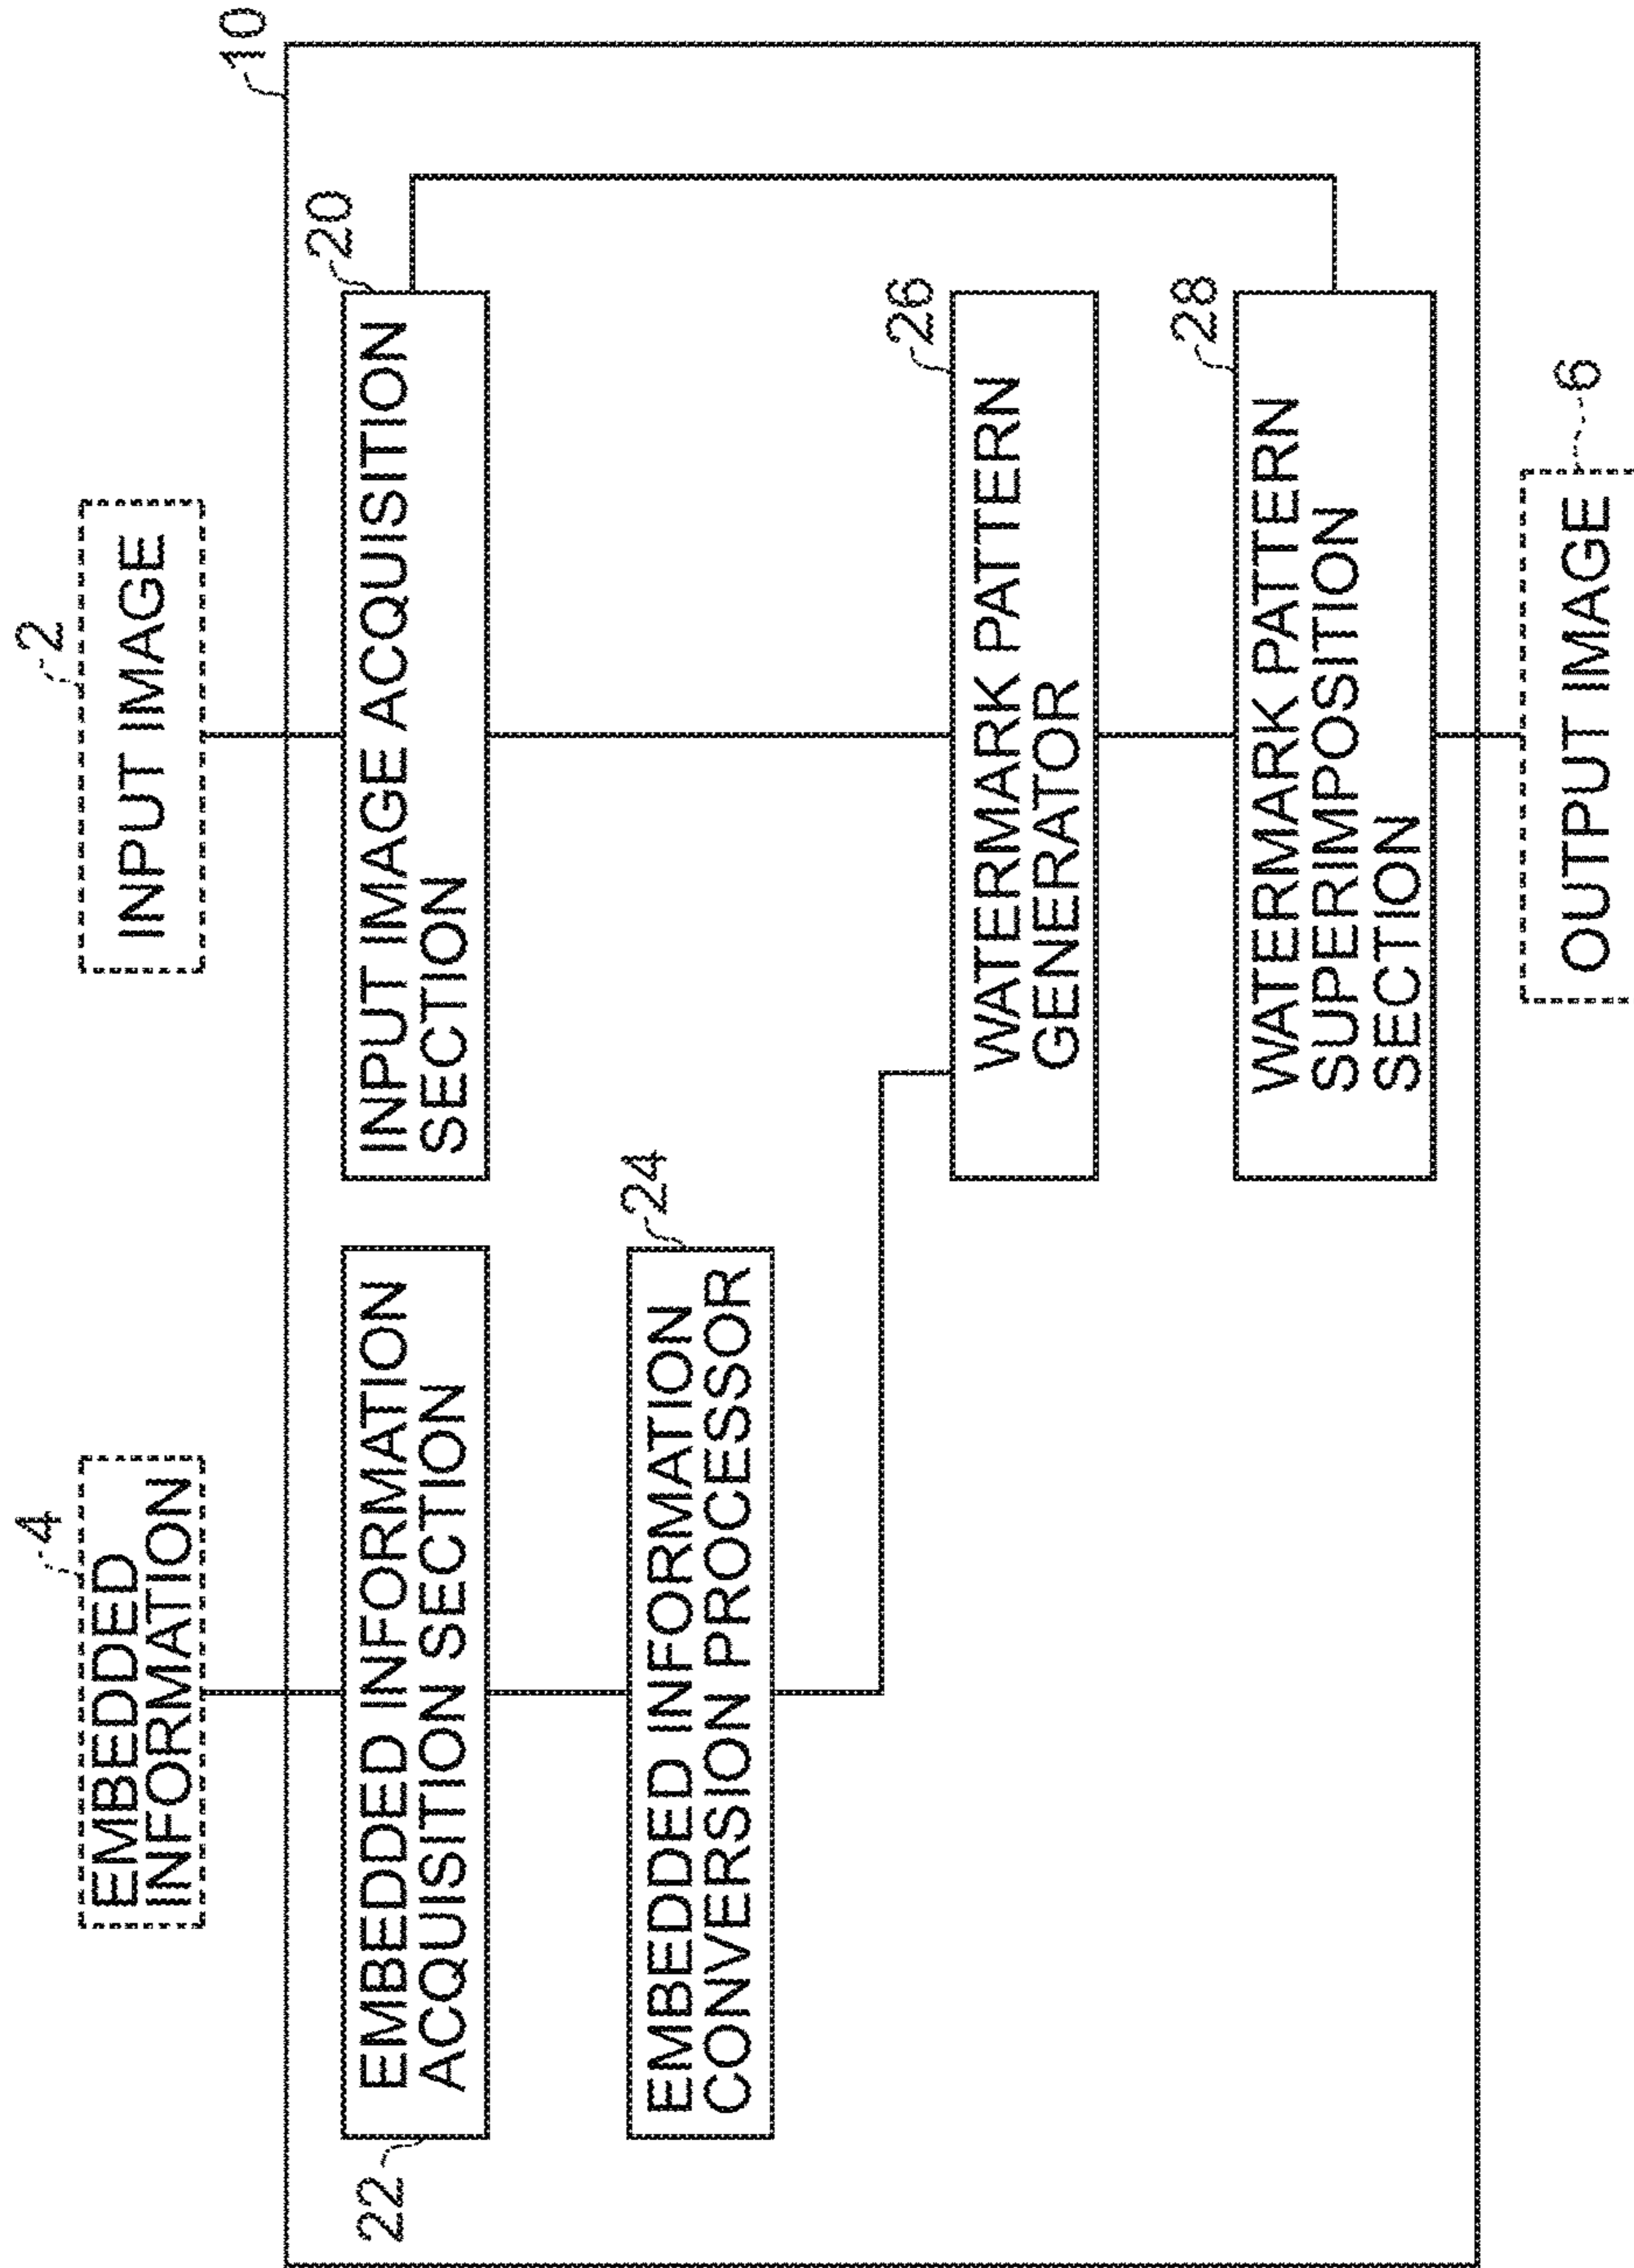 10
4
EMBEDDED
INFORMATION
2
INPUT IMAGE
22
EMBEDDED INFORMATION
ACQUISITION SECTION
20
INPUT IMAGE ACQUISITION
SECTION
24
EMBEDDED INFORMATION
CONVERSION PROCESSOR
26
WATERMARK PATTERN
GENERATOR
28
WATERMARK PATTERN
SUPERIMPOSITION
SECTION
6
OUTPUT IMAGE